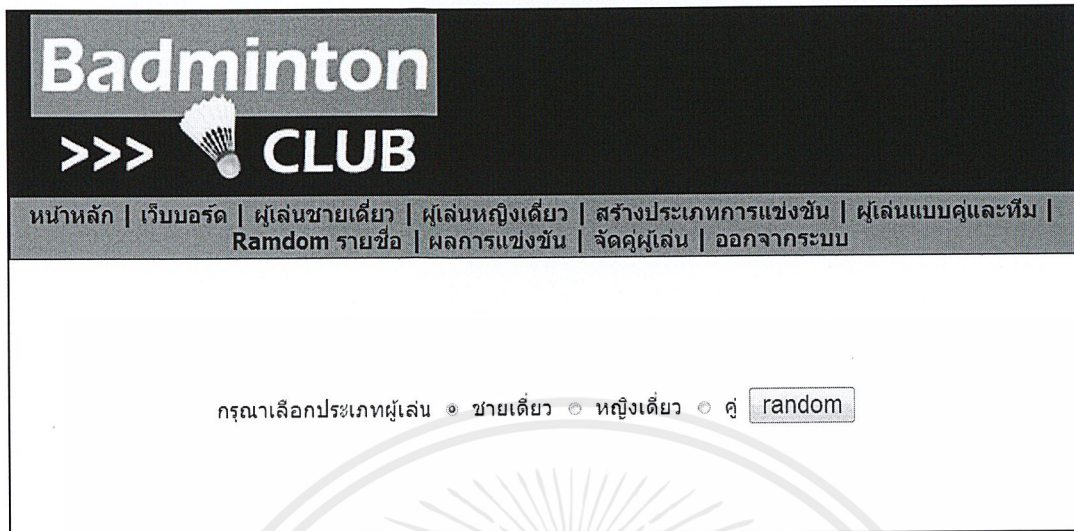 Badminton
>>> CLUB
หน้าหลัก | เว็บบอร์ด | ผู้เล่นชายเดี่ยว | ผู้เล่นหญิงเดี่ยว | สร้างประเภทการแข่งขัน | ผู้เล่นแบบคู่และทีม |
Ramdom รายชื่อ | ผลการแข่งขัน | จัดคู่ผู้เล่น | ออกจากระบบ
กรุณาเลือกประเภทผู้เล่น ชายเดี่ยว หญิงเดี่ยว คู่ random